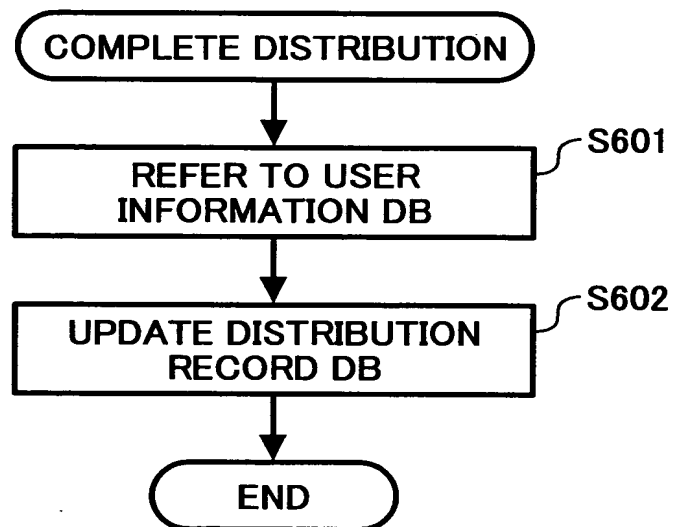 COMPLETE DISTRIBUTION
S601
REFER TO USER
INFORMATION DB
S602
UPDATE DISTRIBUTION
RECORD DB
END